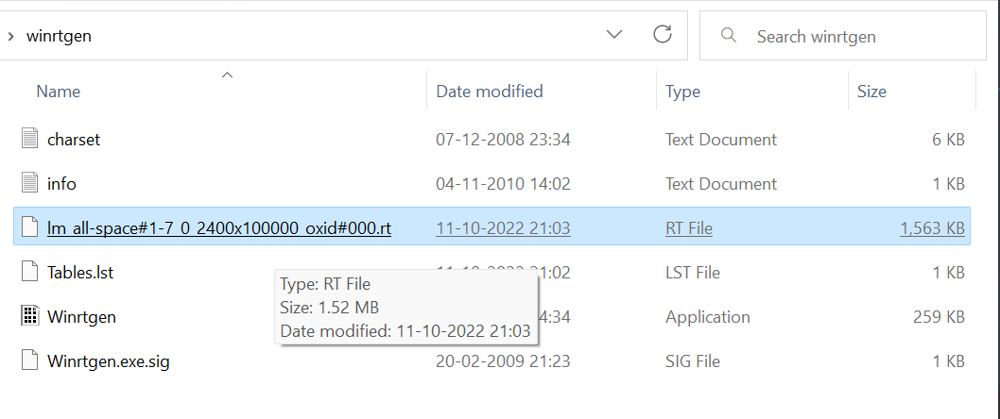 winrtgen
Search winrtgen
Name Date modified Type Size
charset 07-12-2008 23:34 Text Document 6 KB
info 04-11-2010 14:02 Text Document 1 KB
lm_all-space#1-7_0_2400x100000_oxid#000.rt 11-10-2022 21:03 RT File 1,563 KB
Tables.lst 21:02 LST File 1 KB
Type: RT File
Size: 1.52 MB
Date modified: 11-10-2022 21:03
Winrtgen 4:34 Application 259 KB
Winrtgen.exe.sig 20-02-2009 21:23 SIG File 1 KB